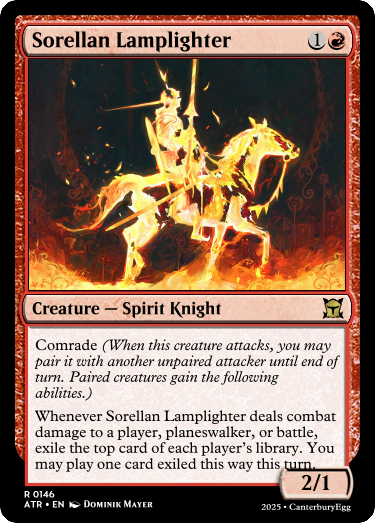 Sorellan Lamplighter 1
Creature — Spirit Knight
Comrade (When this creature attacks, you may
pair it with another unpaired attacker until end of
turn. Paired creatures gain the following
abilities.)
Whenever Sorellan Lamplighter deals combat
damage to a player, planeswalker, or battle,
exile the top card of each player's library. You
may play one card exiled this way this turn.
2/1
R 0146
ATR • EN Dominik Mayer
2025 • CanterburyEgg